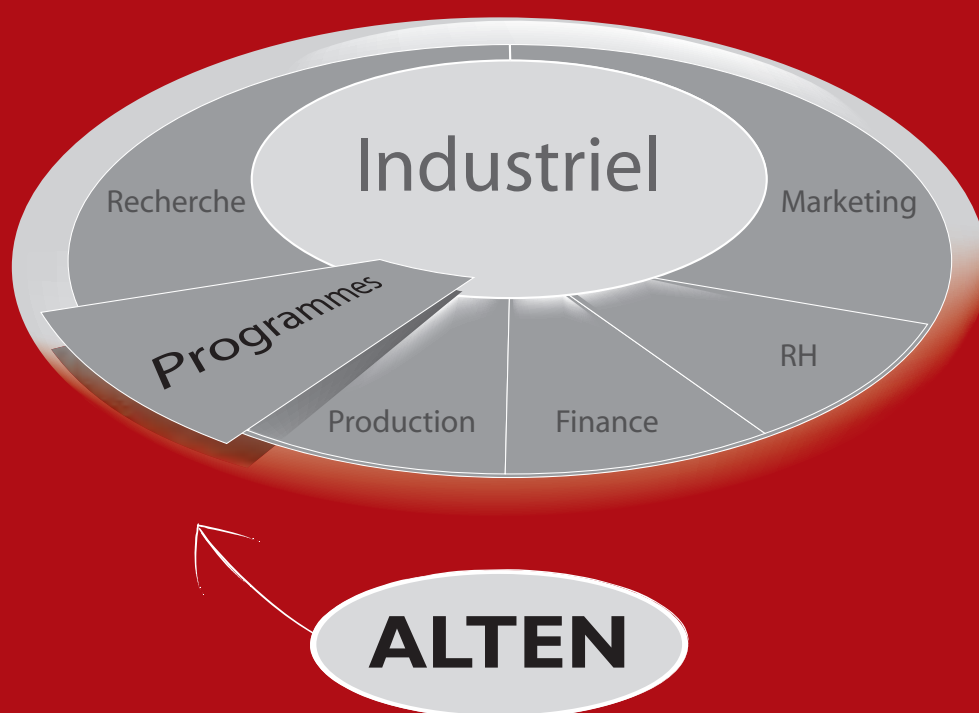 Industriel
Recherche
Marketing
Programmes
RH
Production
Finance
ALTEN